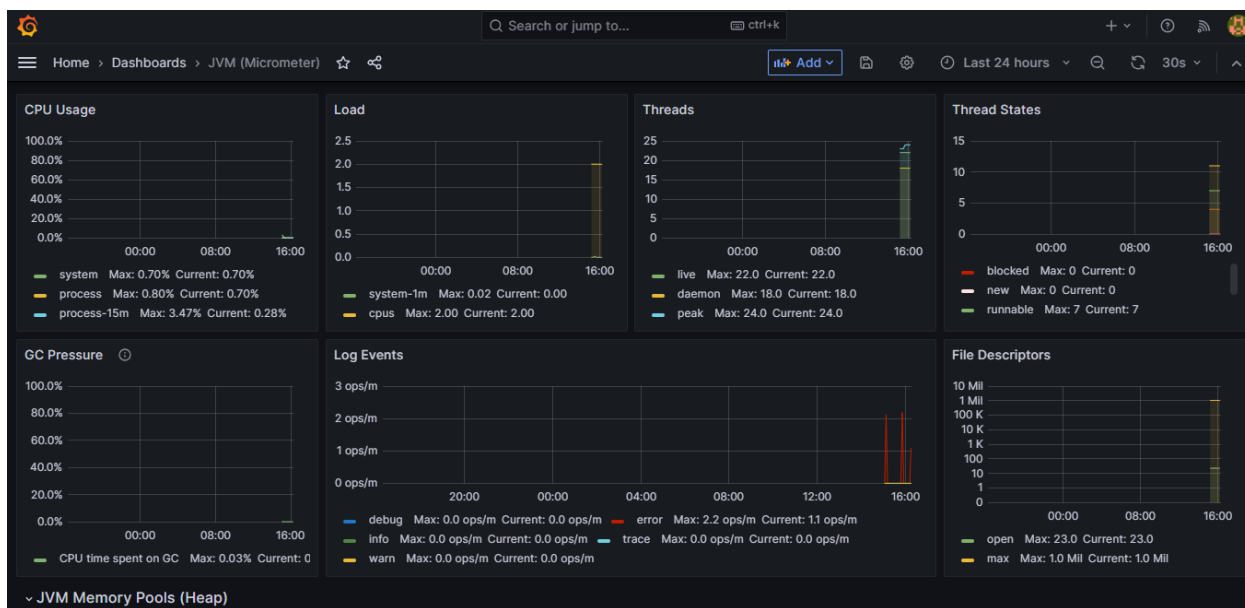 Search or jump to... ctrl+k
Home › Dashboards › JVM (Micrometer) Add Last 24 hours 30s
CPU Usage
100.0%
80.0%
60.0%
40.0%
20.0%
0.0%
00:00 08:00 16:00
system Max: 0.70% Current: 0.70%
process Max: 0.80% Current: 0.70%
process-15m Max: 3.47% Current: 0.28%
Load
2.5
2.0
1.5
1.0
0.5
0.0
00:00 08:00 16:00
system-1m Max: 0.02 Current: 0.00
cpus Max: 2.00 Current: 2.00
Threads
25
20
15
10
5
0
00:00 08:00 16:00
live Max: 22.0 Current: 22.0
daemon Max: 18.0 Current: 18.0
peak Max: 24.0 Current: 24.0
Thread States
15
10
5
0
00:00 08:00 16:00
blocked Max: 0 Current: 0
new Max: 0 Current: 0
runnable Max: 7 Current: 7
GC Pressure
100.0%
80.0%
60.0%
40.0%
20.0%
0.0%
00:00 08:00 16:00
CPU time spent on GC Max: 0.03% Current: 0
Log Events
3 ops/m
2 ops/m
1 ops/m
0 ops/m
20:00 00:00 04:00 08:00 12:00 16:00
debug Max: 0.0 ops/m Current: 0.0 ops/m error Max: 2.2 ops/m Current: 1.1 ops/m
info Max: 0.0 ops/m Current: 0.0 ops/m trace Max: 0.0 ops/m Current: 0.0 ops/m
warn Max: 0.0 ops/m Current: 0.0 ops/m
File Descriptors
10 Mil
1 Mil
100 K
10 K
1 K
100
10
1
0
00:00 08:00 16:00
open Max: 23.0 Current: 23.0
max Max: 1.0 Mil Current: 1.0 Mil
JVM Memory Pools (Heap)